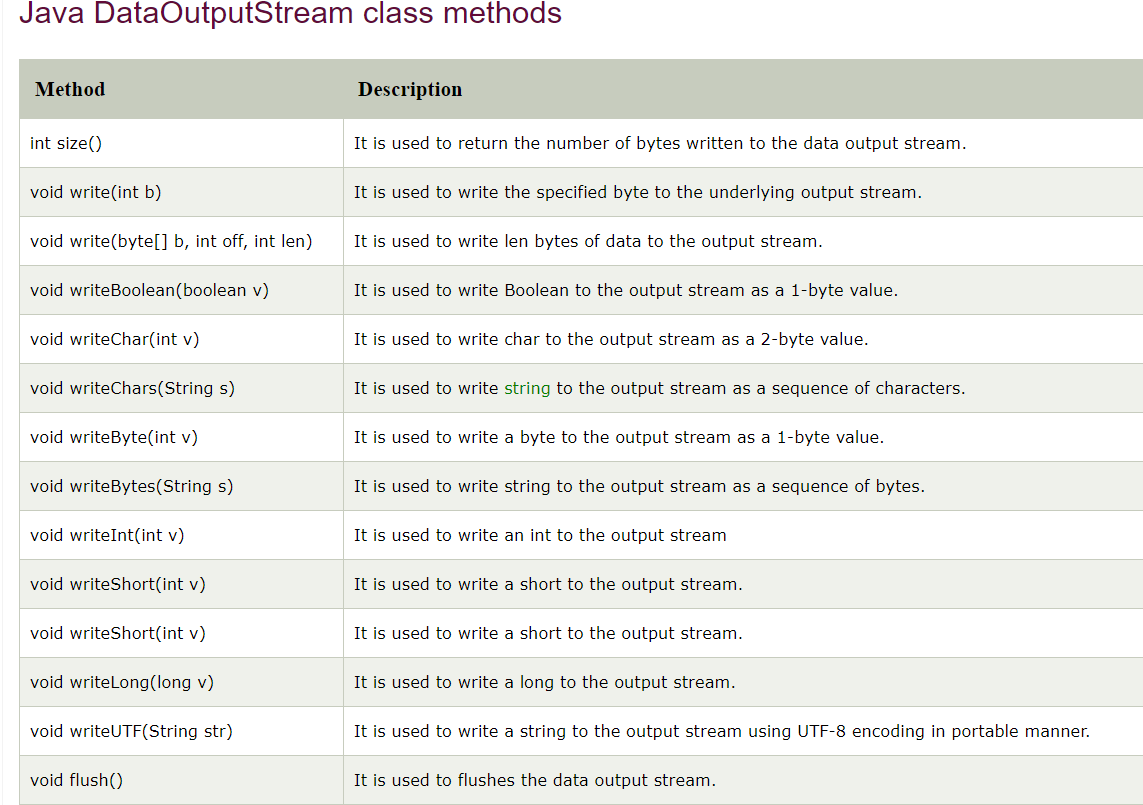 Java DataOutputStream class methods
Method Description
int size() It is used to return the number of bytes written to the data output stream.
void write(int b) It is used to write the specified byte to the underlying output stream.
void write(byte[] b, int off, int len) It is used to write len bytes of data to the output stream.
void writeBoolean(boolean v) It is used to write Boolean to the output stream as a 1-byte value.
void writeChar(int v) It is used to write char to the output stream as a 2-byte value.
void writeChars(String s) It is used to write string to the output stream as a sequence of characters.
void writeByte(int v) It is used to write a byte to the output stream as a 1-byte value.
void writeBytes(String s) It is used to write string to the output stream as a sequence of bytes.
void writeInt(int v) It is used to write an int to the output stream
void writeShort(int v) It is used to write a short to the output stream.
void writeShort(int v) It is used to write a short to the output stream.
void writeLong(long v) It is used to write a long to the output stream.
void writeUTF(String str) It is used to write a string to the output stream using UTF-8 encoding in portable manner.
void flush() It is used to flushes the data output stream.